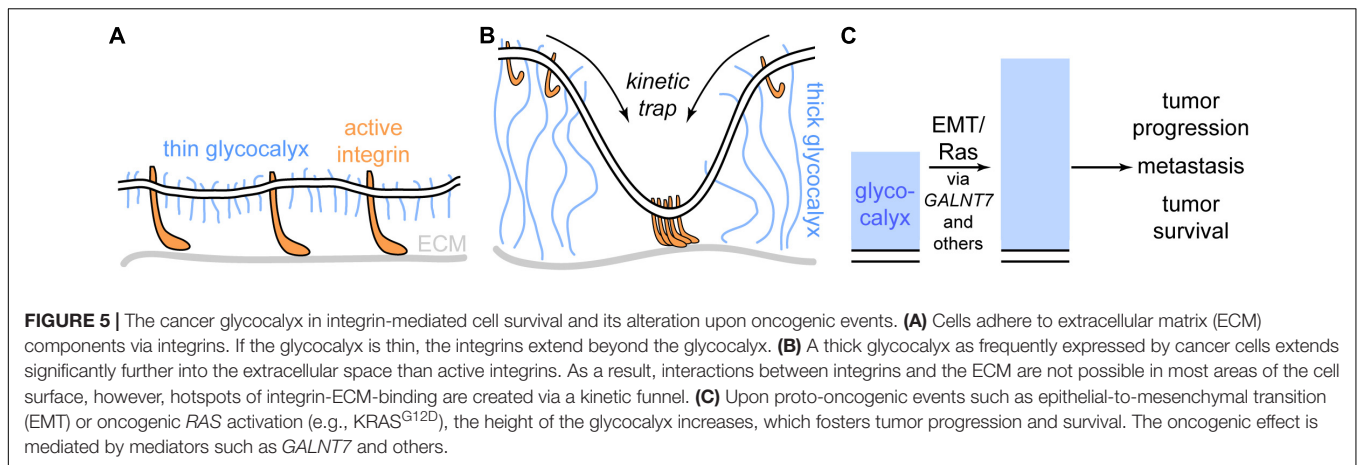 A
thin glycocalyx
active
integrin
ECM
B
kinetic
trap
thick glycocalyx
C
glyco-
calyx
EMT/
Ras
via
GALNT7
and
others
tumor
progression
metastasis
tumor
survival
FIGURE 5 | The cancer glycocalyx in integrin-mediated cell survival and its alteration upon oncogenic events. (A) Cells adhere to extracellular matrix (ECM)
components via integrins. If the glycocalyx is thin, the integrins extend beyond the glycocalyx. (B) A thick glycocalyx as frequently expressed by cancer cells extends
significantly further into the extracellular space than active integrins. As a result, interactions between integrins and the ECM are not possible in most areas of the cell
surface, however, hotspots of integrin-ECM-binding are created via a kinetic funnel. (C) Upon proto-oncogenic events such as epithelial-to-mesenchymal transition
(EMT) or oncogenic RAS activation (e.g., KRASG12D), the height of the glycocalyx increases, which fosters tumor progression and survival. The oncogenic effect is
mediated by mediators such as GALNT7 and others.